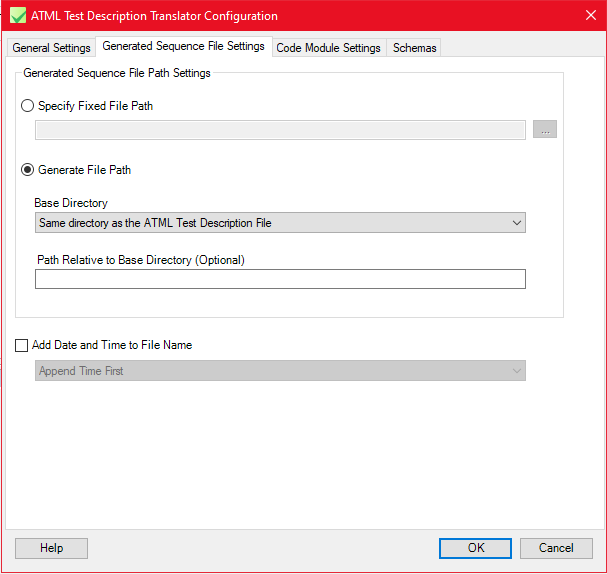 ATML Test Description Translator Configuration
General Settings Generated Sequence File Settings Code Module Settings Schemas
Generated Sequence File Path Settings
Specify Fixed File Path
...
Generate File Path
Base Directory
Same directory as the ATML Test Description File
Path Relative to Base Directory (Optional)
Add Date and Time to File Name
Append Time First
Help OK Cancel